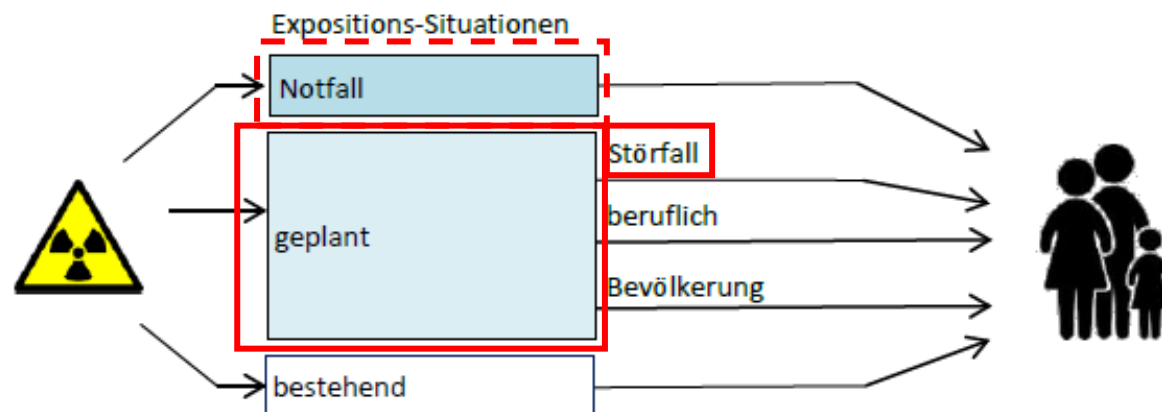 Expositions-Situationen
Notfall
Störfall
beruflich
geplant
Bevölkerung
bestehend